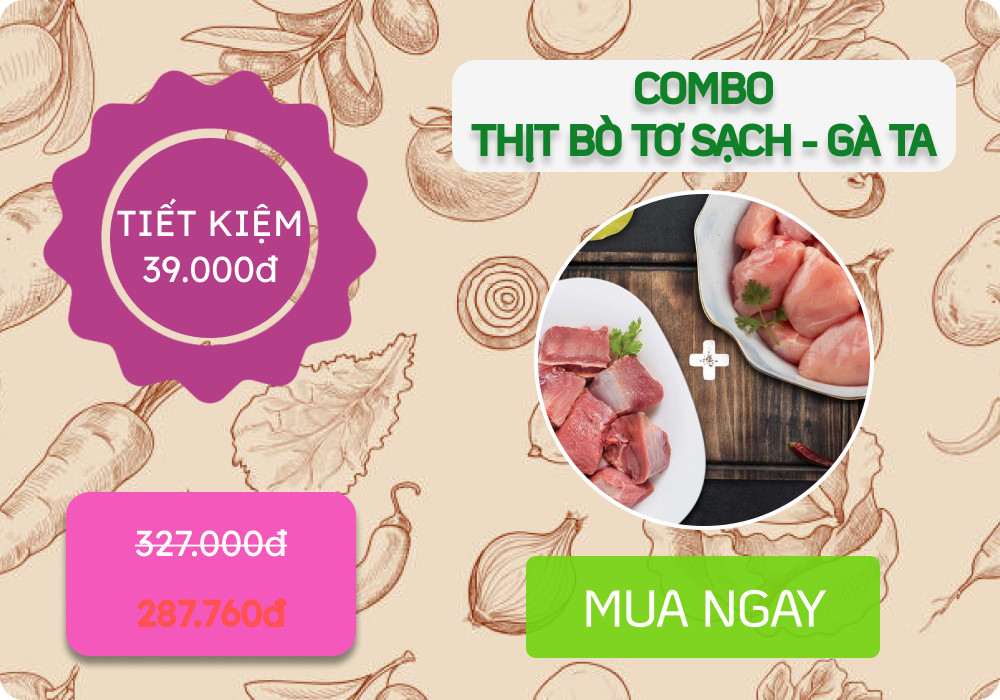 COMBO
THỊT BÒ TƠ SẠCH - GÀ TA
TIẾT KIỆM
39.000đ
327.000đ
287.760đ
MUA NGAY